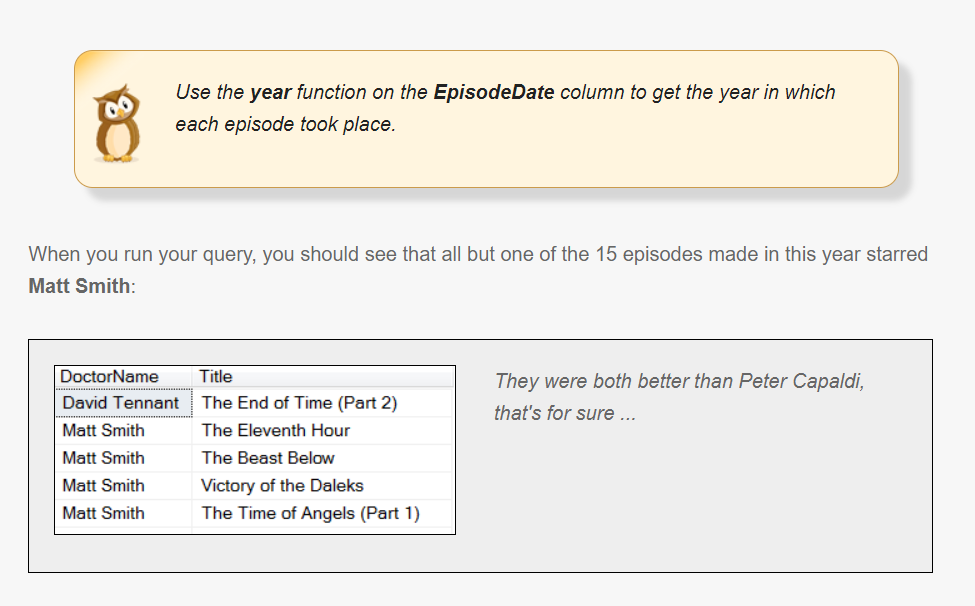 Use the year function on the EpisodeDate column to get the year in which
each episode took place.
When you run your query, you should see that all but one of the 15 episodes made in this year starred
Matt Smith:
DoctorName Title
David Tennant The End of Time (Part 2)
Matt Smith The Eleventh Hour
Matt Smith The Beast Below
Matt Smith Victory of the Daleks
Matt Smith The Time of Angels (Part 1)
They were both better than Peter Capaldi,
that's for sure ...